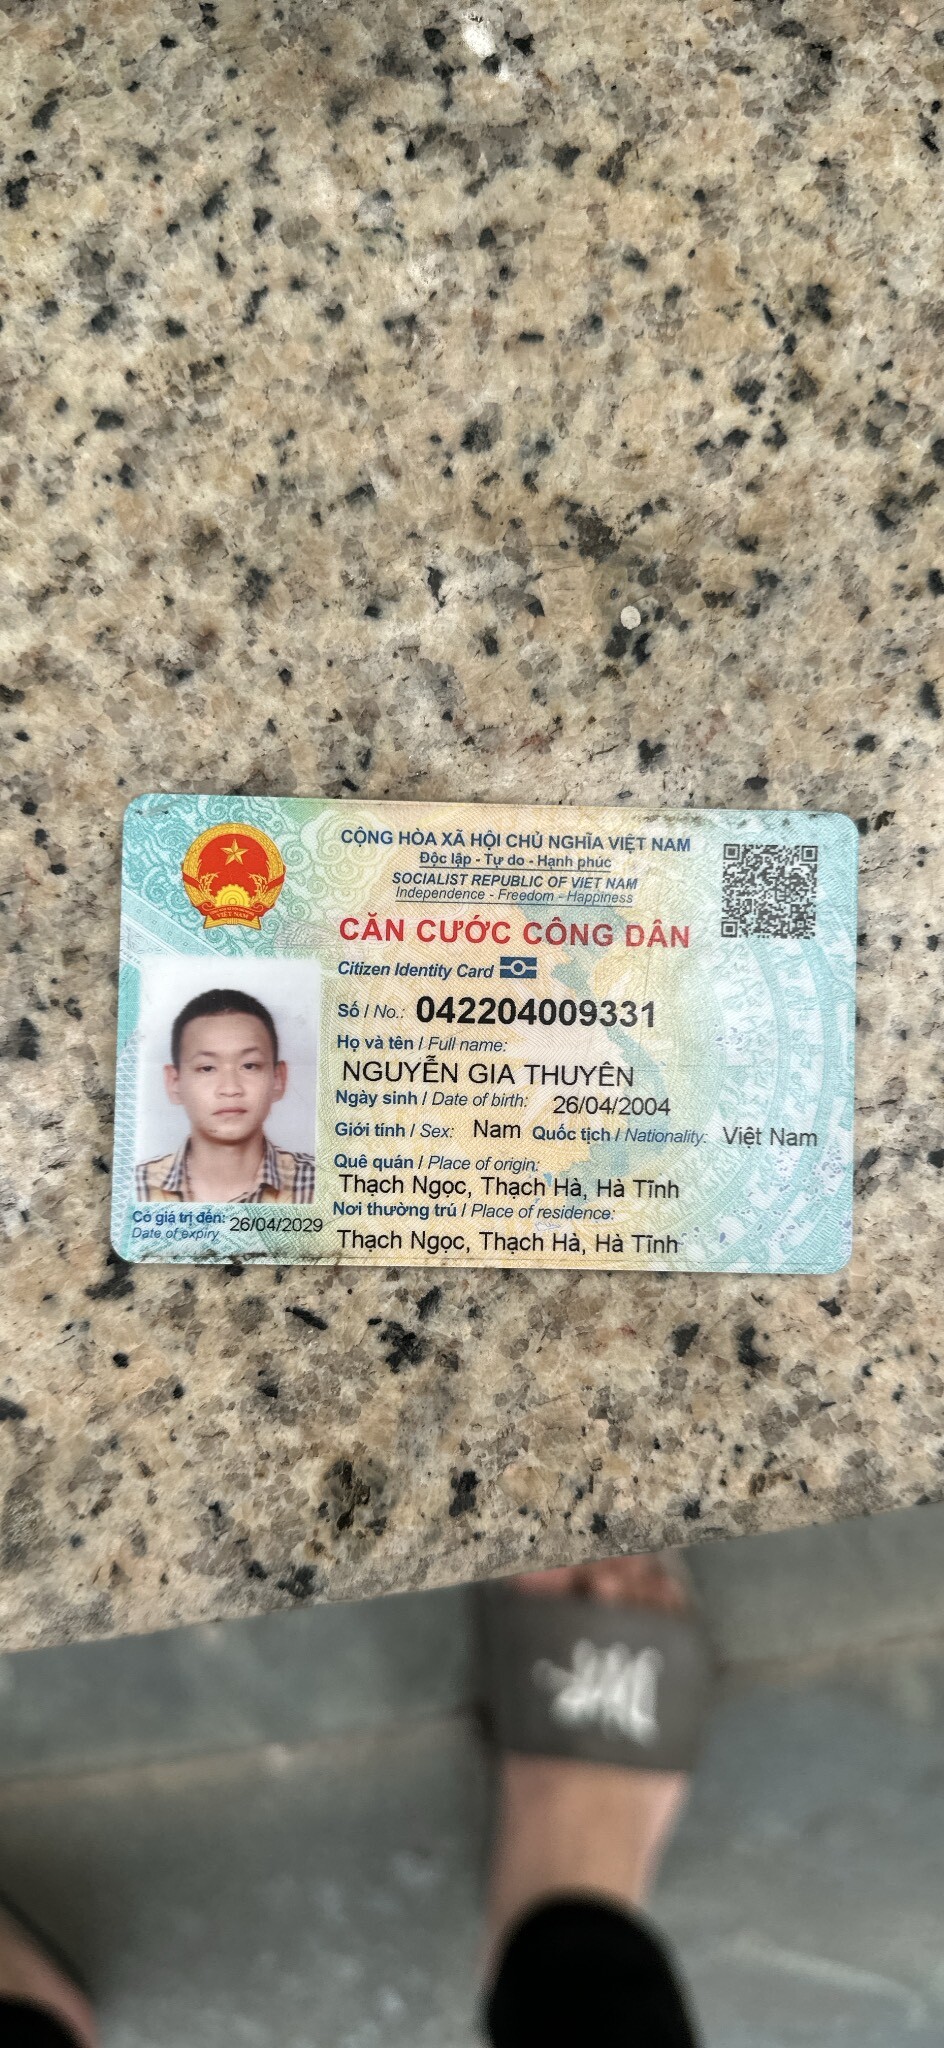 CỘNG HÒA XÃ HỘI CHỦ NGHĨA VIỆT NAM
Độc lập - Tự do - Hạnh phúc
SOCIALIST REPUBLIC OF VIET NAM
Independence - Freedom - Happiness
CĂN CƯỚC CÔNG DÂN
Citizen Identity Card
Số / No.: 042204009331
Họ và tên / Full name:
NGUYỄN GIA THUYÊN
Ngày sinh / Date of birth: 26/04/2004
Giới tính / Sex: Nam Quốc tịch / Nationality: Việt Nam
Quê quán / Place of origin:
Thạch Ngọc, Thạch Hà, Hà Tĩnh
Nơi thường trú / Place of residence:
Thạch Ngọc, Thạch Hà, Hà Tĩnh
Có giá trị đến: 26/04/2029
Date of expiry
VIỆT NAM